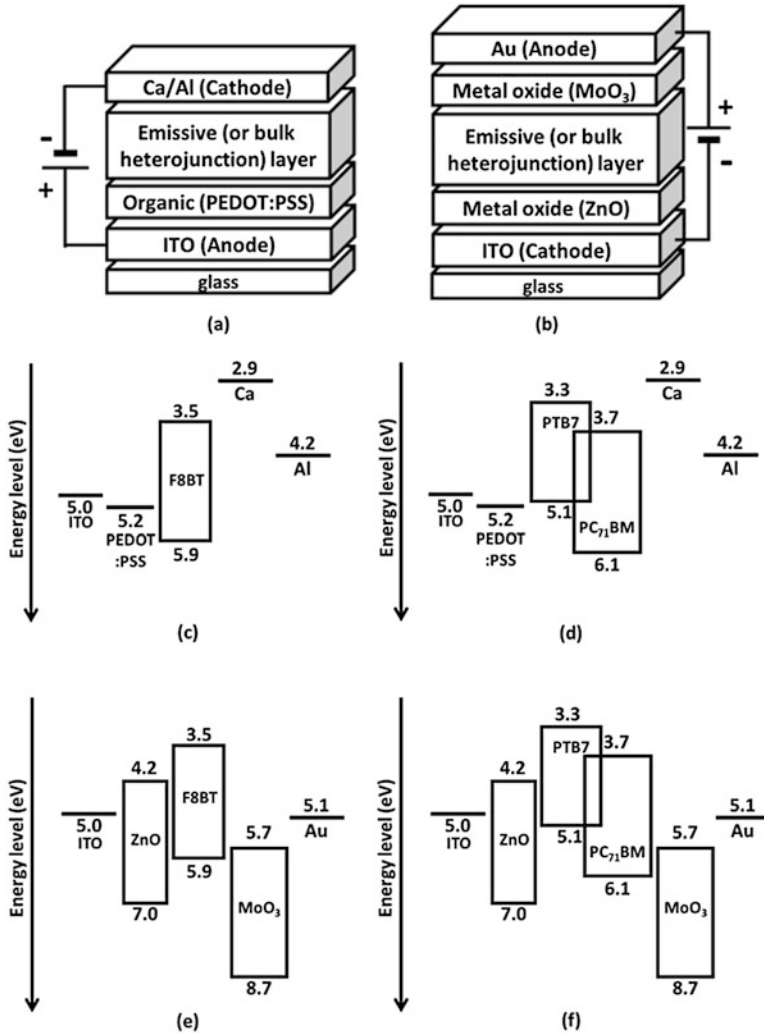 Ca/Al (Cathode)
Emissive (or bulk
heterojunction) layer
Organic (PEDOT:PSS)
ITO (Anode)
glass
-
+
(a)
Au (Anode)
Metal oxide (MoO₃)
Emissive (or bulk
heterojunction) layer
Metal oxide (ZnO)
ITO (Cathode)
glass
+
-
(b)
Energy level (eV)
2.9
Ca
3.5
4.2
Al
F8BT
5.0
ITO
5.2
PEDOT
:PSS
5.9
(c)
Energy level (eV)
2.9
Ca
3.3
PTB7
3.7
4.2
Al
5.0
ITO
5.2
PEDOT
:PSS
5.1
PC₇₁BM
6.1
(d)
Energy level (eV)
3.5
4.2
F8BT
5.0
ITO
ZnO
5.1
Au
5.7
5.9
7.0
MoO₃
8.7
(e)
Energy level (eV)
3.3
PTB7
3.7
4.2
5.0
ITO
ZnO
5.1
5.1
Au
PC₇₁BM
5.7
6.1
7.0
MoO₃
8.7
(f)